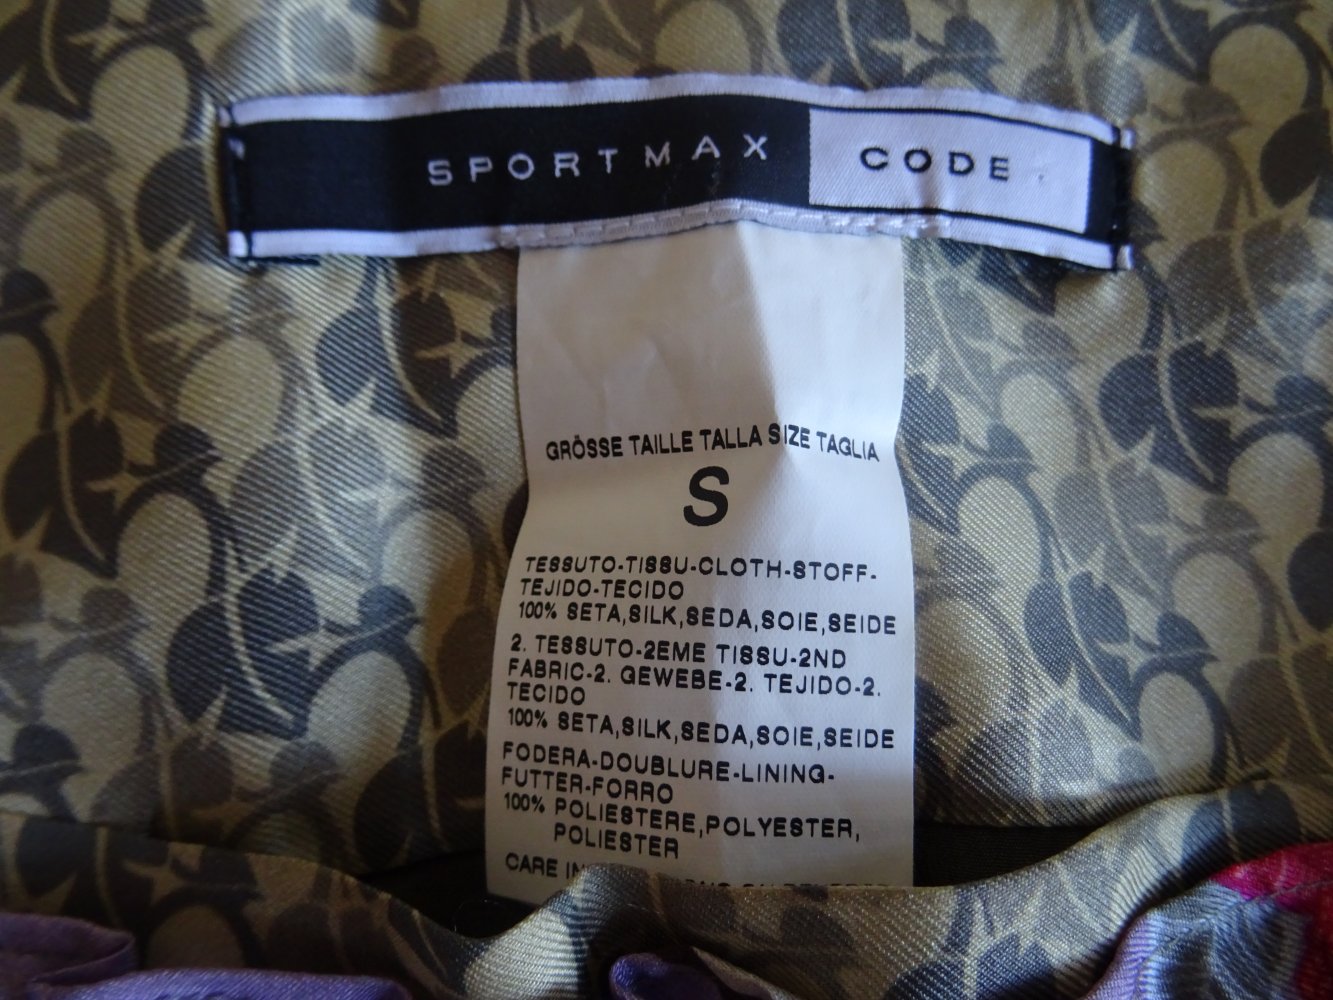 SPORTMAX CODE
GRÖSSE TAILLE TALLA SIZE TAGLIA
S
TESSUTO-TISSU-CLOTH-STOFF-
TEJIDO-TECIDO
100% SETA,SILK,SEDA,SOIE,SEIDE
2. TESSUTO-2EME TISSU-2ND
FABRIC-2. GEWEBE-2. TEJIDO-2.
TECIDO
100% SETA,SILK,SEDA,SOIE,SEIDE
FODERA-DOUBLURE-LINING-
FUTTER-FORRO
100% POLIESTERE,POLYESTER,
POLIESTER
CARE